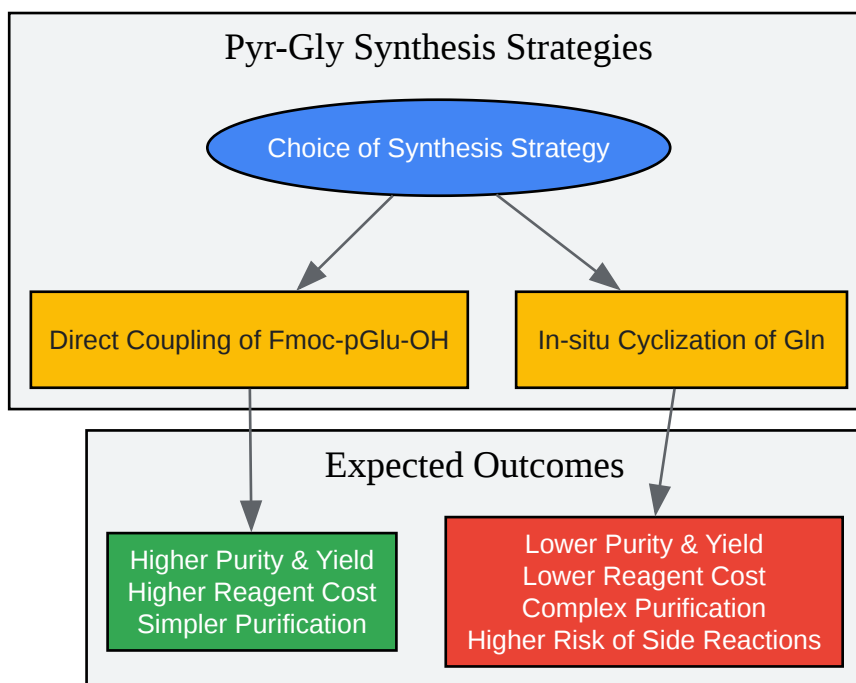 Pyr-Gly Synthesis Strategies
Choice of Synthesis Strategy
Direct Coupling of Fmoc-pGlu-OH
In-situ Cyclization of Gln
Expected Outcomes
Higher Purity & Yield
Higher Reagent Cost
Simpler Purification
Lower Purity & Yield
Lower Reagent Cost
Complex Purification
Higher Risk of Side Reactions